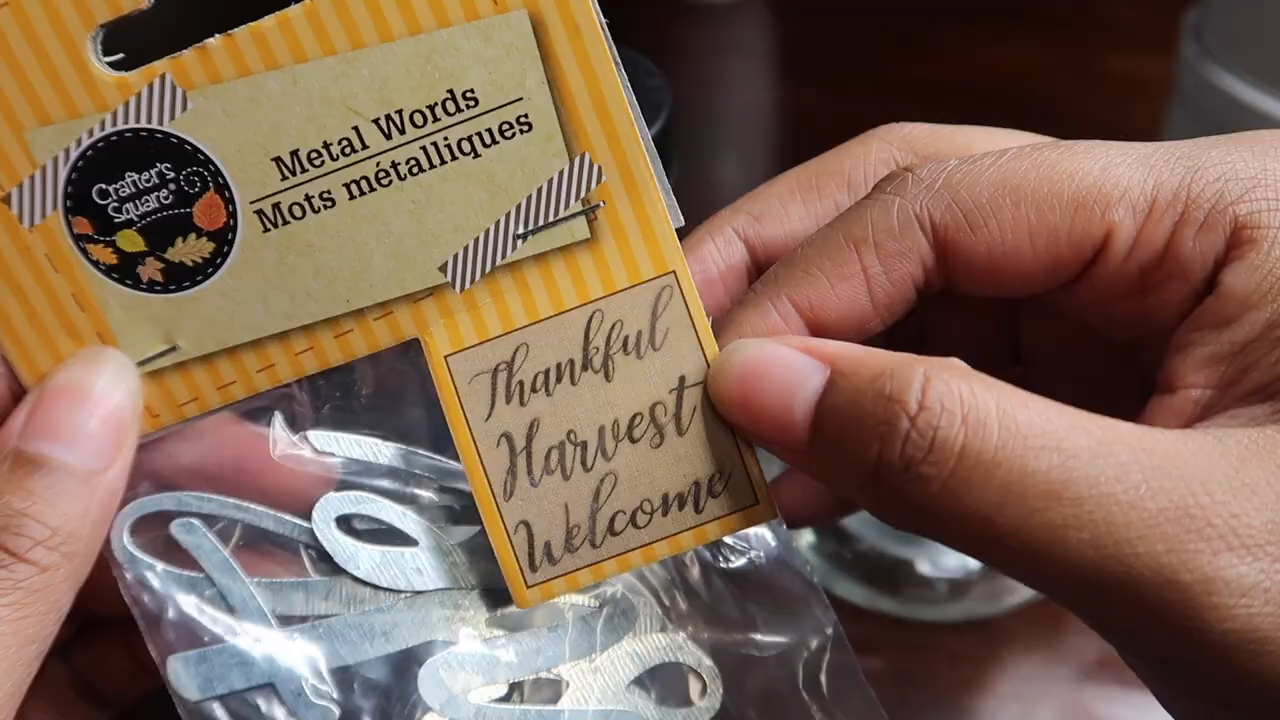 Crafter's
Square®
Metal Words
Mots métalliques
Thankful
Harvest
Welcome